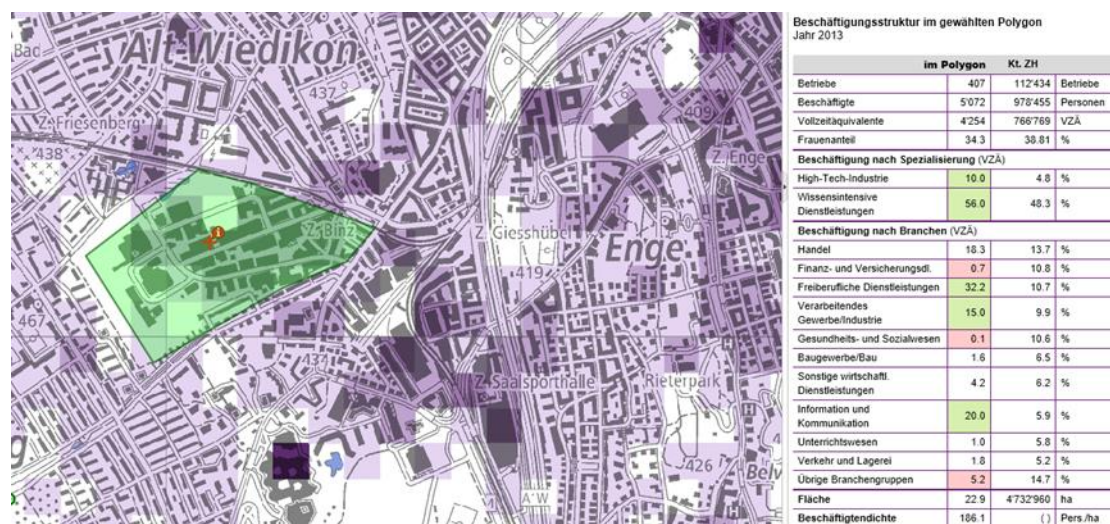 Bad
Alt-Wiedikon
437
Z. Friesenberg
438
409
Z. Enge
Z. Binz
Z. Giesshübel
Enge
419
467
Z. Saalsporthalle
Rieterpark
H
H
426
Belv
A W
Beschäftigungsstruktur im gewählten Polygon
Jahr 2013
im Polygon Kt. ZH
Betriebe 407 112'434 Betriebe
Beschäftigte 5'072 978'455 Personen
Vollzeitäquivalente 4'254 766'769 VZÄ
Frauenanteil 34.3 38.81 %
Beschäftigung nach Spezialisierung (VZÄ)
High-Tech-Industrie 10.0 4.8 %
Wissensintensive
Dienstleistungen 56.0 48.3 %
Beschäftigung nach Branchen (VZÄ)
Handel 18.3 13.7 %
Finanz- und Versicherungsdl. 0.7 10.8 %
Freiberufliche Dienstleistungen 32.2 10.7 %
Verarbeitendes
Gewerbe/Industrie 15.0 9.9 %
Gesundheits- und Sozialwesen 0.1 10.6 %
Baugewerbe/Bau 1.6 6.5 %
Sonstige wirtschaftl.
Dienstleistungen 4.2 6.2 %
Information und
Kommunikation 20.0 5.9 %
Unterrichtswesen 1.0 5.8 %
Verkehr und Lagerei 1.8 5.2 %
Übrige Branchengruppen 5.2 14.7 %
Fläche 22.9 4'732'960 ha
Beschäftigtendichte 186.1 ( ) Pers./ha